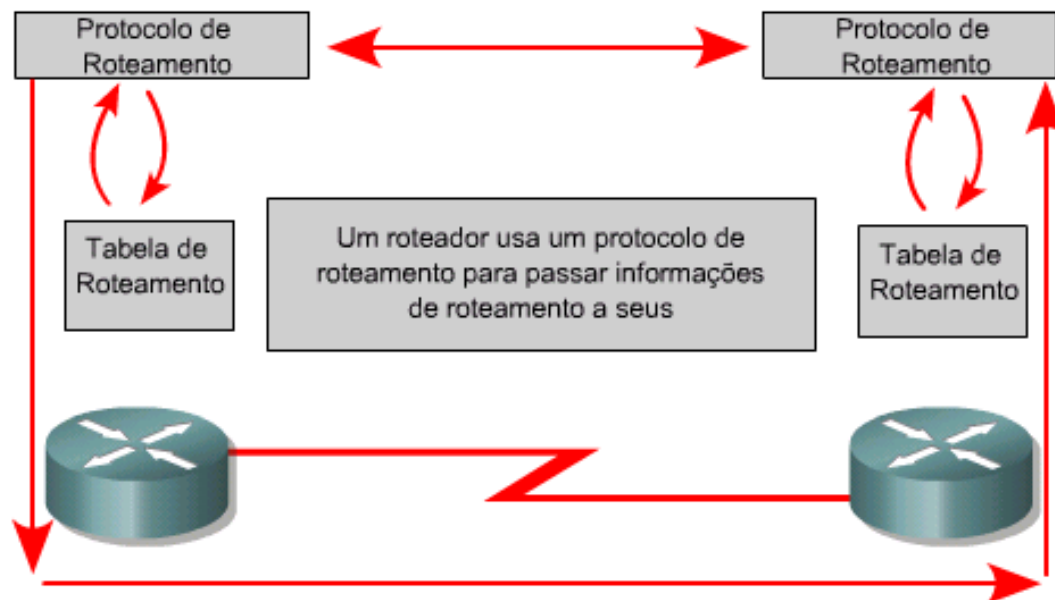 Protocolo de
Roteamento
Protocolo de
Roteamento
Tabela de
Roteamento
Um roteador usa um protocolo de
roteamento para passar informações
de roteamento a seus
Tabela de
Roteamento